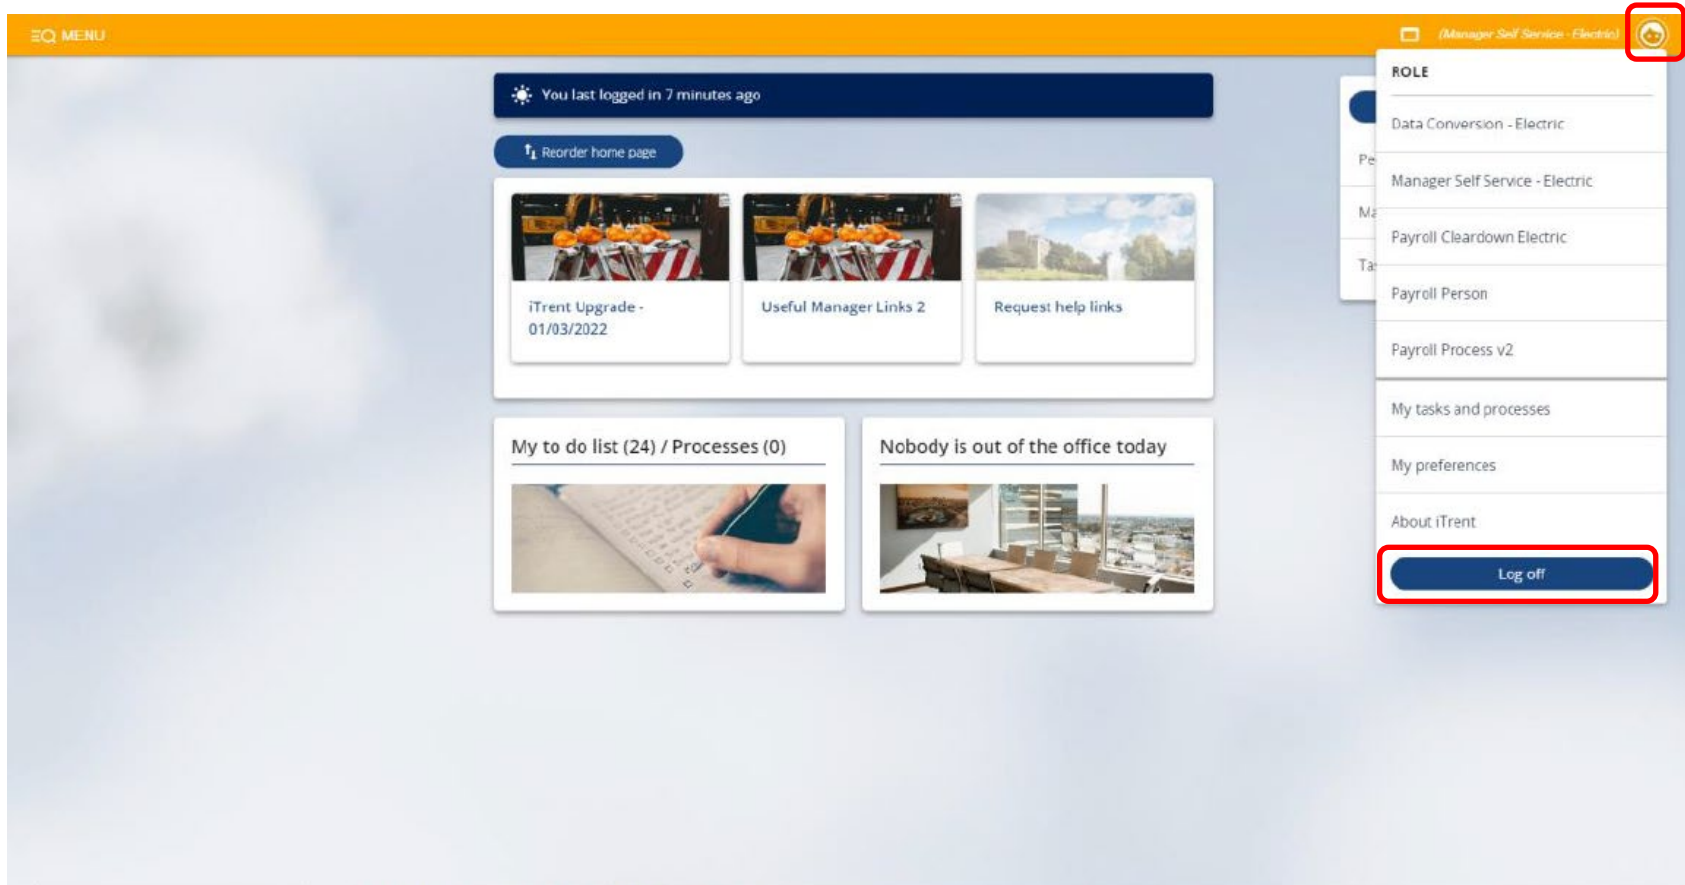 MENU
(Manager Self Service - Electric)
You last logged in 7 minutes ago
Reorder home page
iTrent Upgrade -
01/03/2022
Useful Manager Links 2
Request help links
My to do list (24) / Processes (0)
Nobody is out of the office today
Pe
Ma
Ta
ROLE
Data Conversion - Electric
Manager Self Service - Electric
Payroll Cleardown Electric
Payroll Person
Payroll Process v2
My tasks and processes
My preferences
About iTrent
Log off